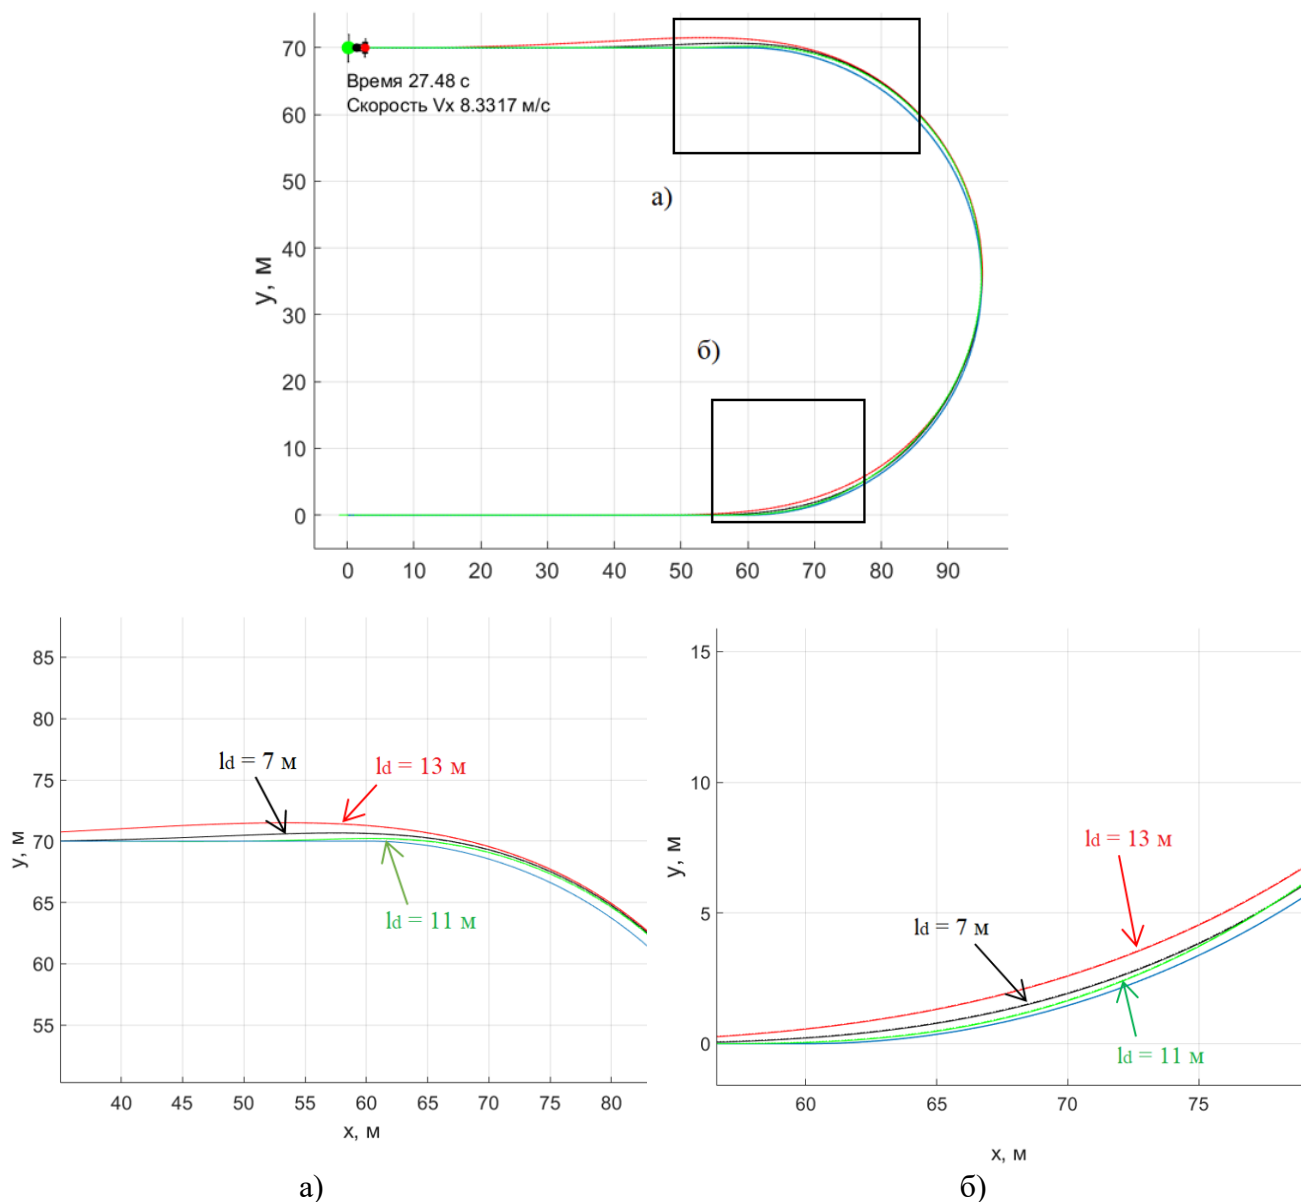 70
60
50
40
30
20
10
0
y, м
Время 27.48 с
Скорость Vx 8.3317 м/с
а)
б)
0 10 20 30 40 50 60 70 80 90
85
80
75
70
65
60
55
y, м
ld = 7 м
ld = 13 м
ld = 11 м
40 45 50 55 60 65 70 75 80
x, м
а)
15
10
5
0
y, м
ld = 13 м
ld = 7 м
ld = 11 м
60 65 70 75
x, м
б)